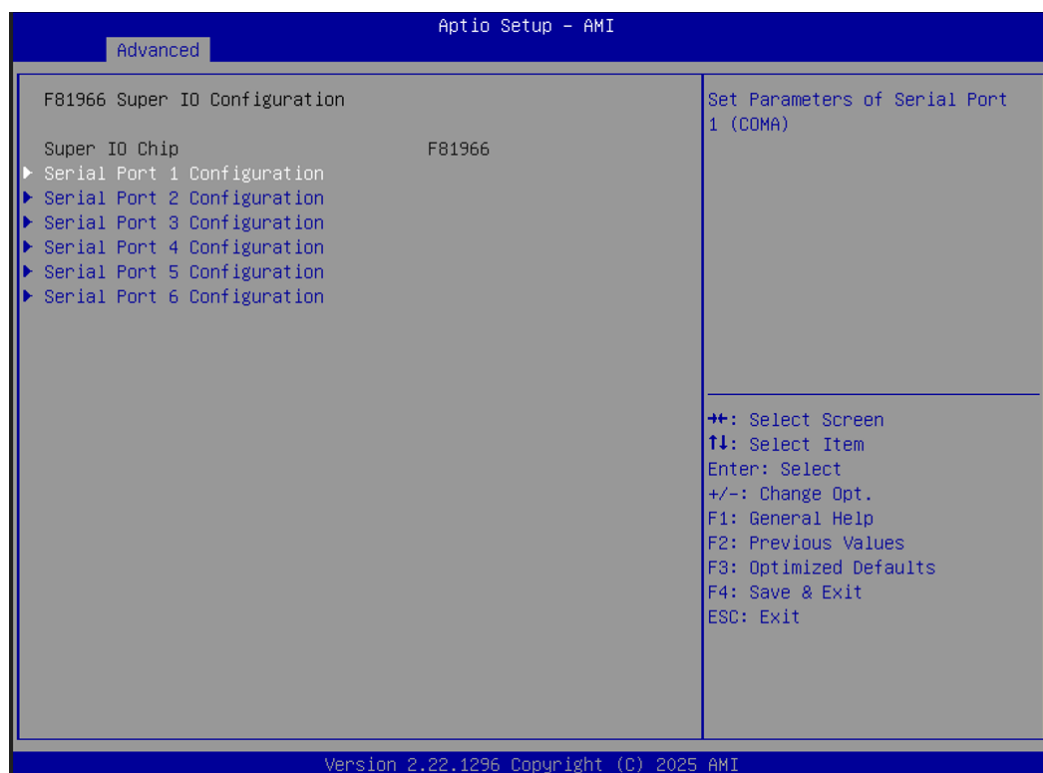 Aptio Setup – AMI
Advanced
F81966 Super IO Configuration
Super IO Chip F81966
Serial Port 1 Configuration
Serial Port 2 Configuration
Serial Port 3 Configuration
Serial Port 4 Configuration
Serial Port 5 Configuration
Serial Port 6 Configuration
Set Parameters of Serial Port
1 (COMA)
→←: Select Screen
↑↓: Select Item
Enter: Select
+/-: Change Opt.
F1: General Help
F2: Previous Values
F3: Optimized Defaults
F4: Save & Exit
ESC: Exit
Version 2.22.1296 Copyright (C) 2025 AMI